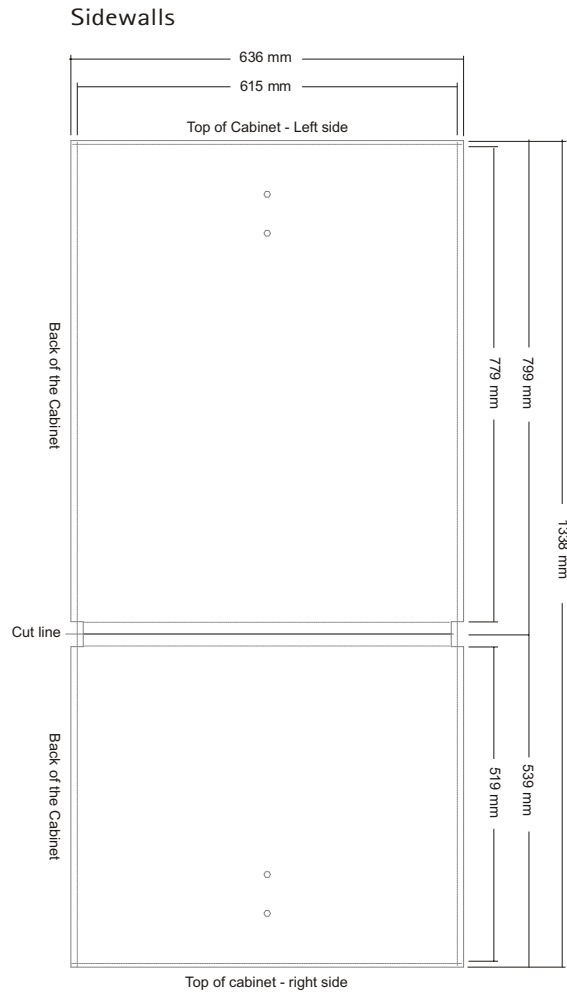 Sidewalls
636 mm
615 mm
Top of Cabinet - Left side
Back of the Cabinet
779 mm
799 mm
1338 mm
Cut line
Back of the Cabinet
519 mm
539 mm
Top of cabinet - right side